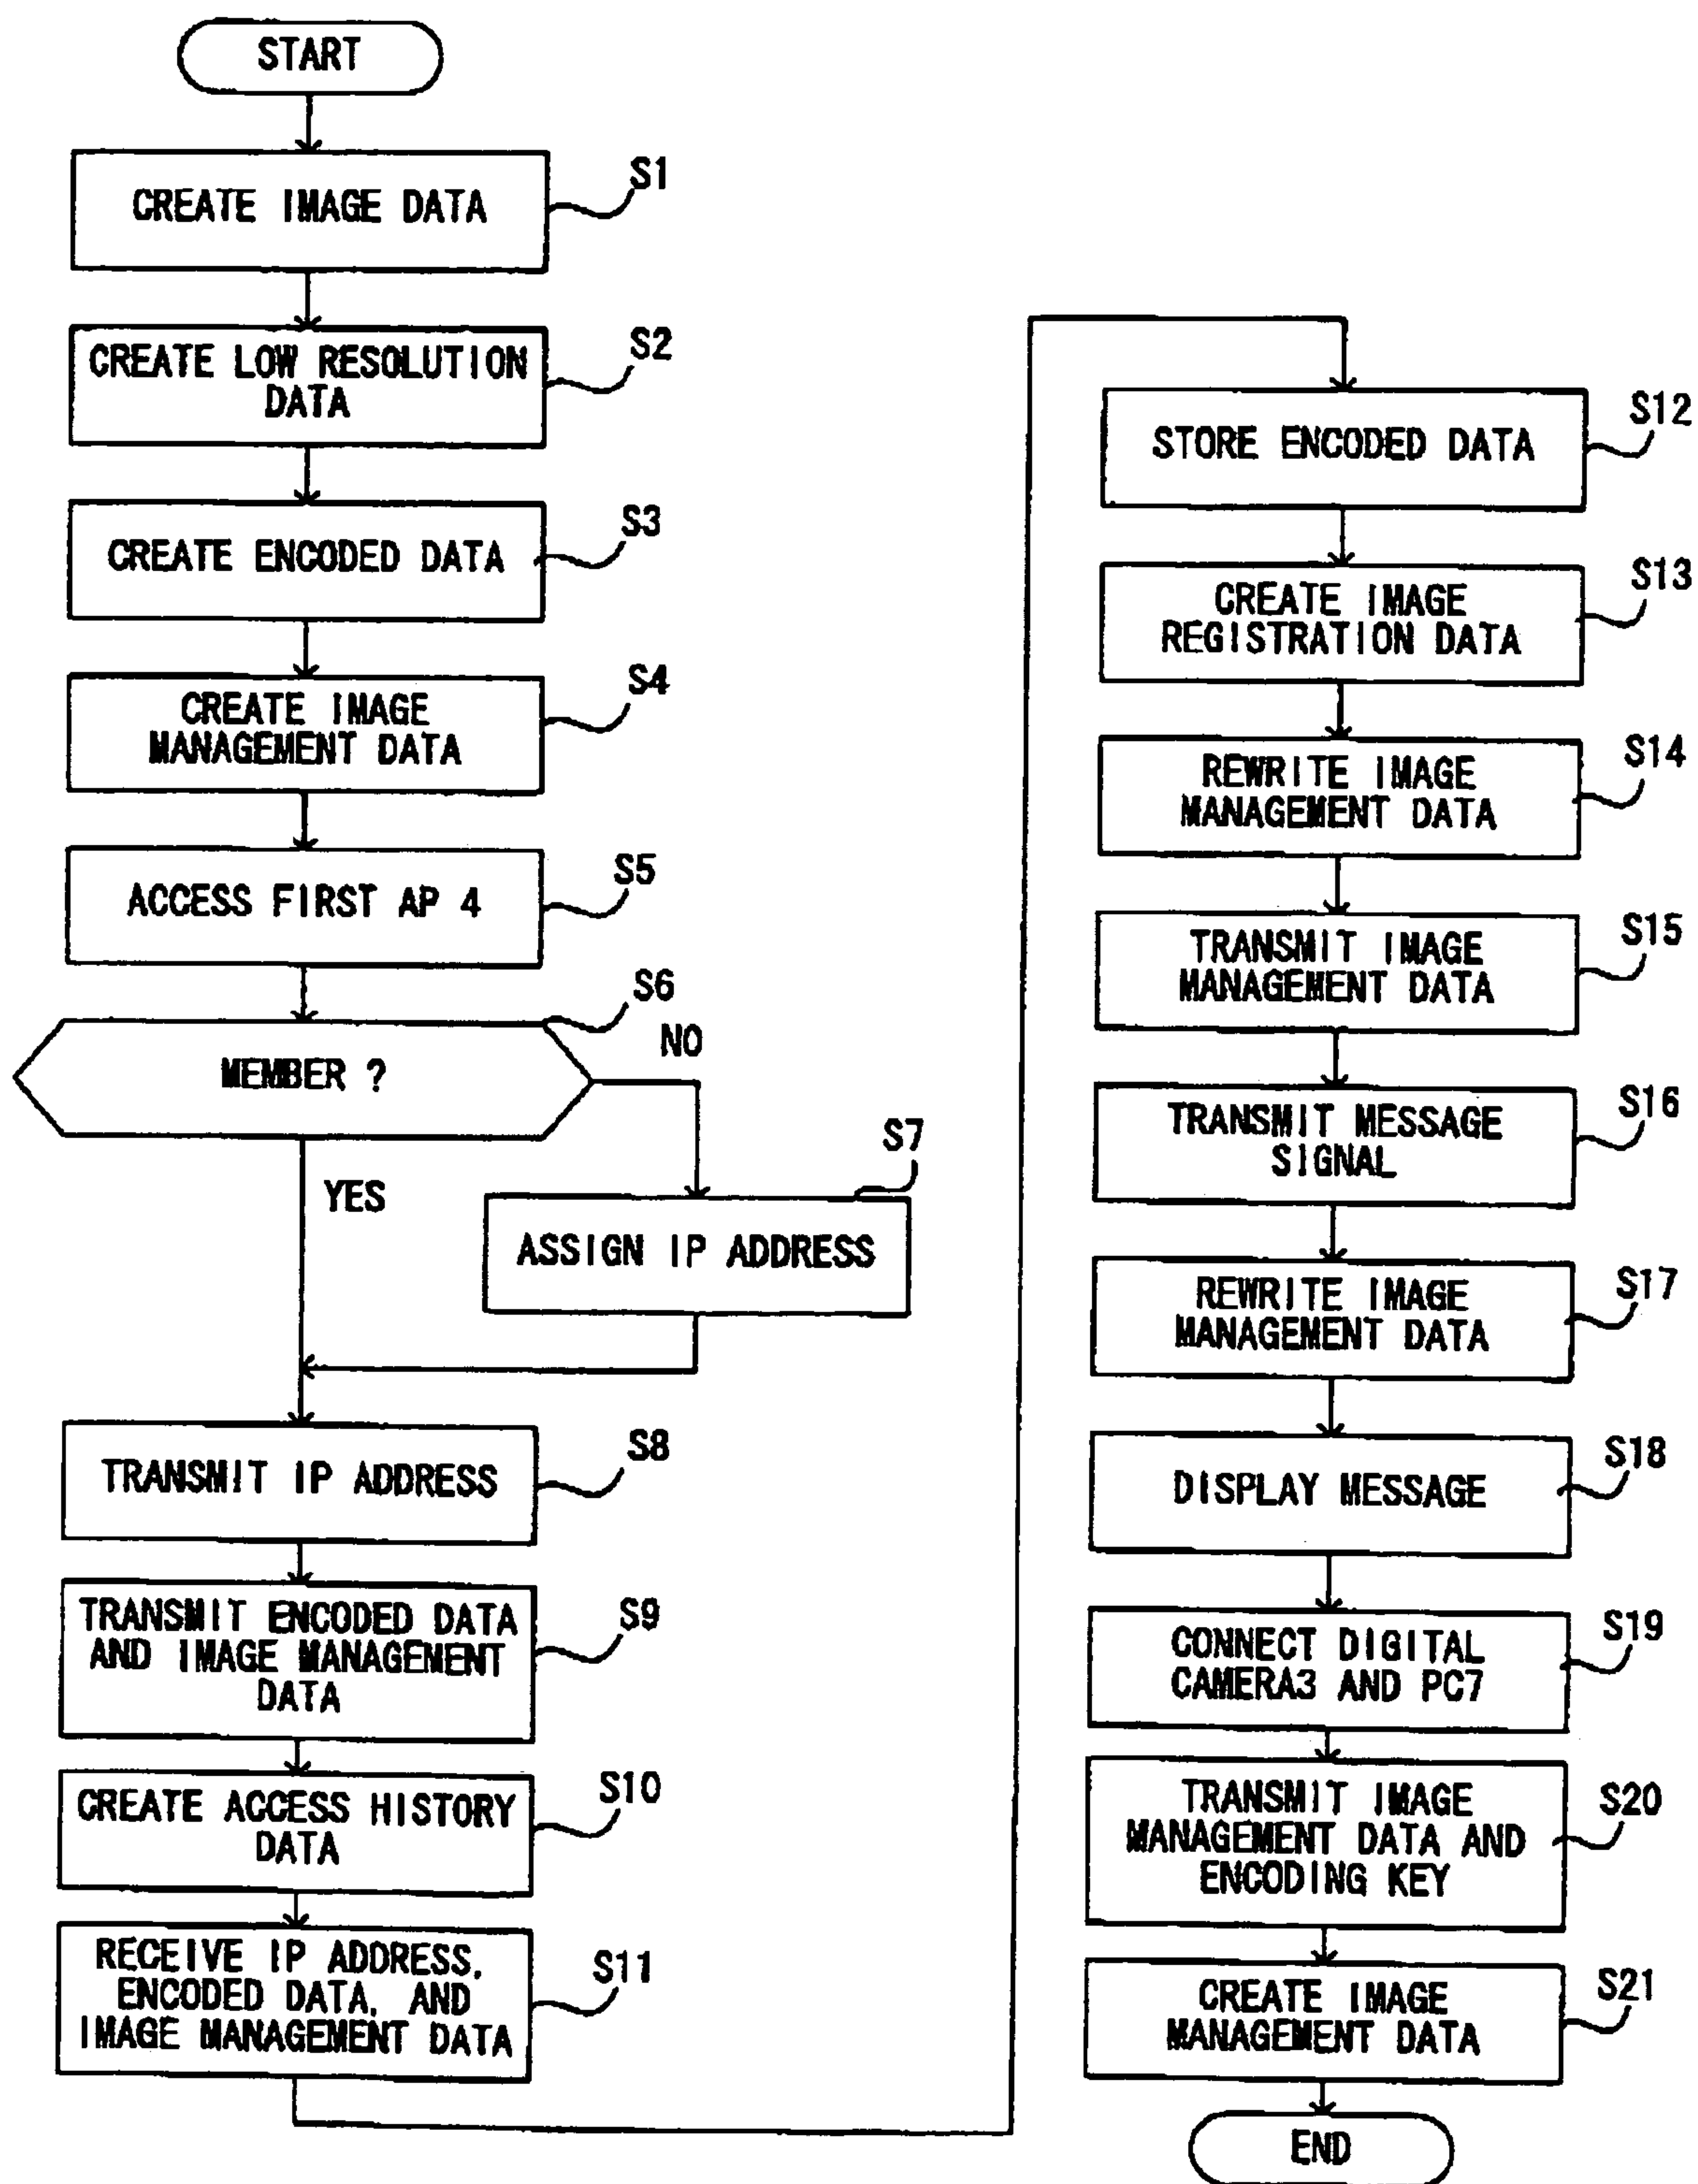 START
S1
CREATE IMAGE DATA
S2
CREATE LOW RESOLUTION
DATA
S3
CREATE ENCODED DATA
S4
CREATE IMAGE
MANAGEMENT DATA
S5
ACCESS FIRST AP 4
S6
MEMBER ?
NO
YES
S7
ASSIGN IP ADDRESS
S8
TRANSMIT IP ADDRESS
S9
TRANSMIT ENCODED DATA
AND IMAGE MANAGEMENT
DATA
S10
CREATE ACCESS HISTORY
DATA
S11
RECEIVE IP ADDRESS,
ENCODED DATA, AND
IMAGE MANAGEMENT DATA
S12
STORE ENCODED DATA
S13
CREATE IMAGE
REGISTRATION DATA
S14
REWRITE IMAGE
MANAGEMENT DATA
S15
TRANSMIT IMAGE
MANAGEMENT DATA
S16
TRANSMIT MESSAGE
SIGNAL
S17
REWRITE IMAGE
MANAGEMENT DATA
S18
DISPLAY MESSAGE
S19
CONNECT DIGITAL
CAMERA3 AND PC7
S20
TRANSMIT IMAGE
MANAGEMENT DATA AND
ENCODING KEY
S21
CREATE IMAGE
MANAGEMENT DATA
END